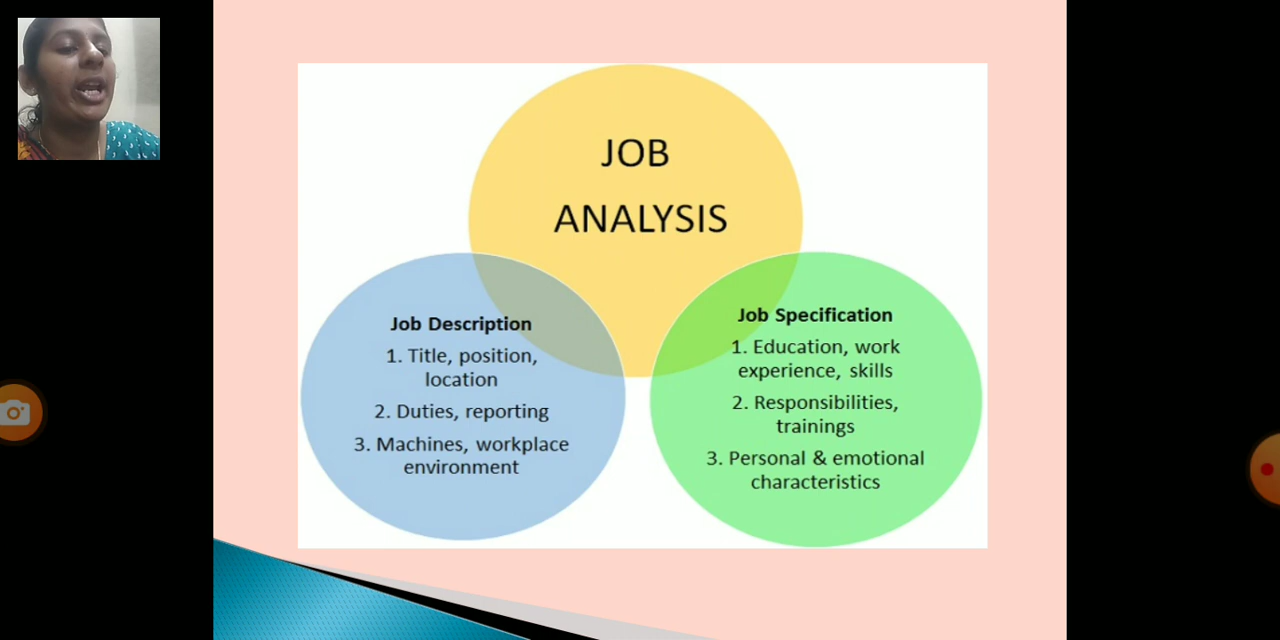 JOB
ANALYSIS
Job Description
1. Title, position,
location
2. Duties, reporting
3. Machines, workplace
environment
Job Specification
1. Education, work
experience, skills
2. Responsibilities,
trainings
3. Personal & emotional
characteristics